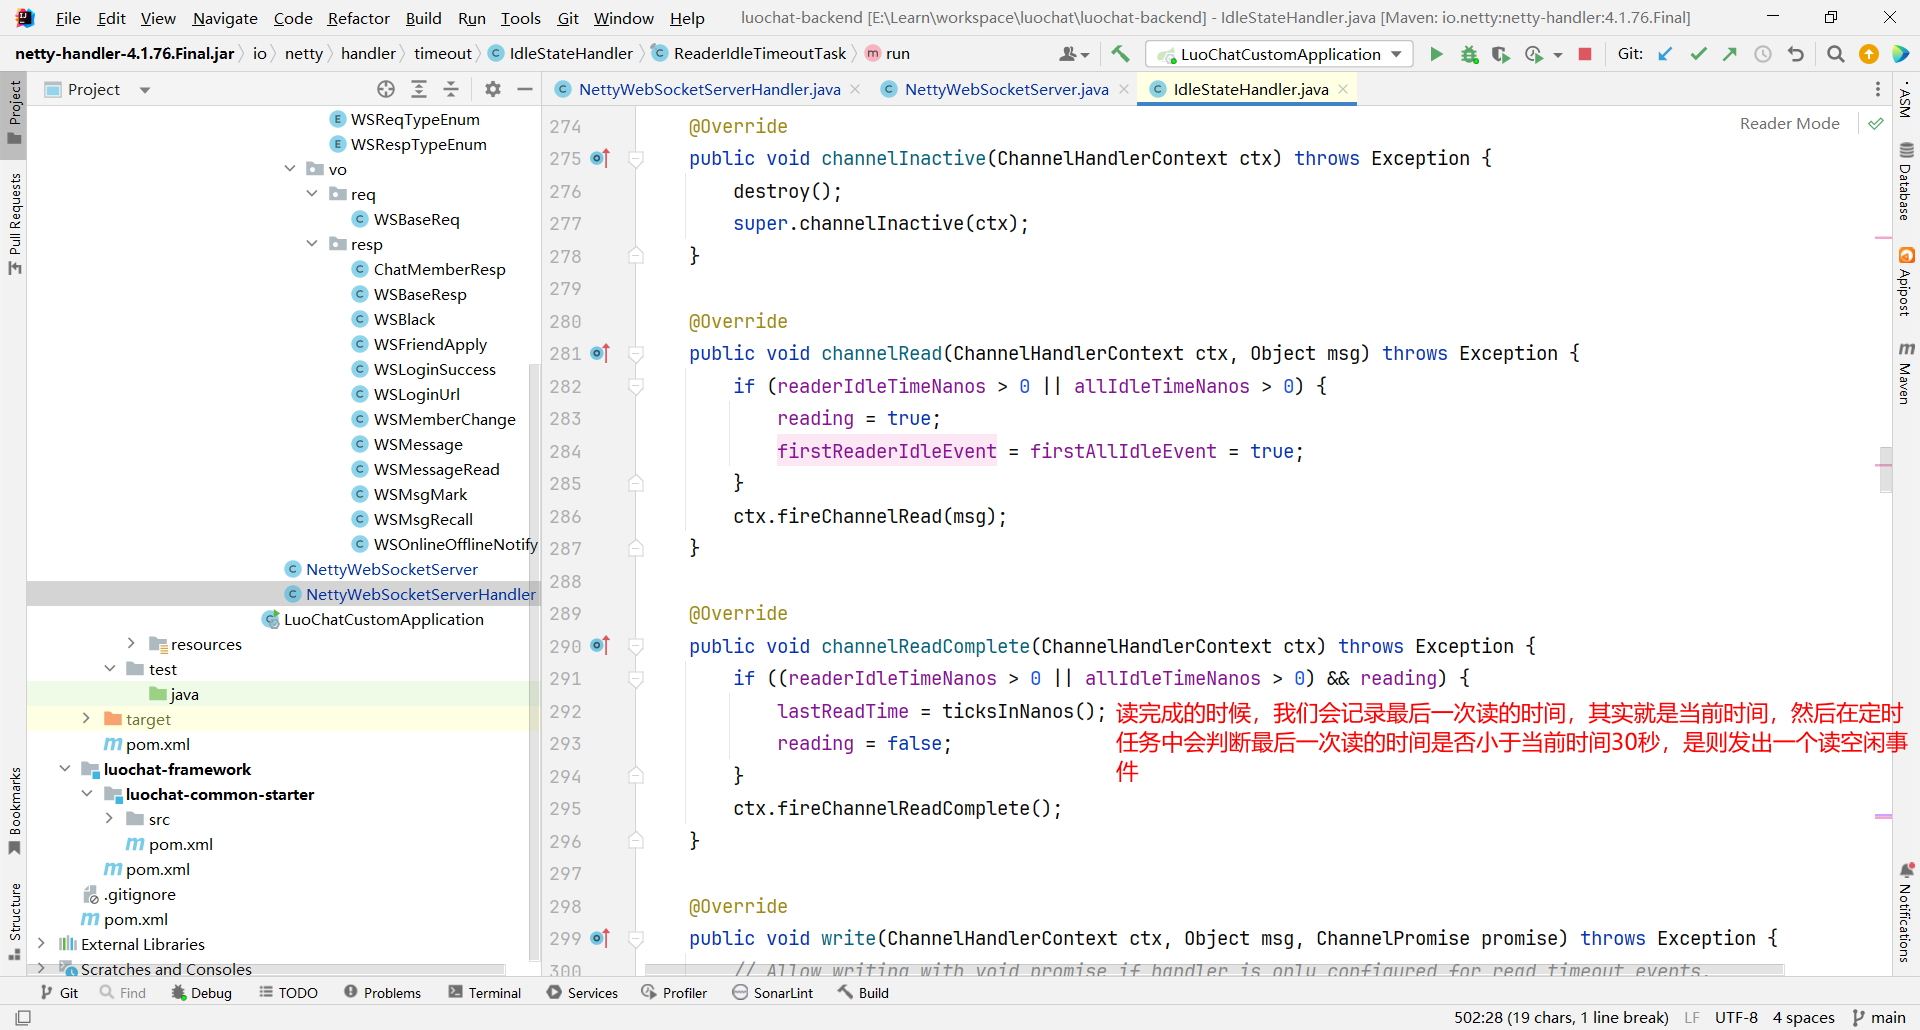 File Edit View Navigate Code Refactor Build Run Tools Git Window Help luochat-backend [E:\Learn\workspace\luochat\luochat-backend] - IdleStateHandler.java [Maven: io.netty:netty-handler:4.1.76.Final]
netty-handler-4.1.76.Final.jar io netty handler timeout IdleStateHandler ReaderIdleTimeoutTask run LuoChatCustomApplication Git:
Project
NettyWebSocketServerHandler.java NettyWebSocketServer.java IdleStateHandler.java
Reader Mode
Project
Pull Requests
Bookmarks
Structure
WSReqTypeEnum
WSRespTypeEnum
vo
req
WSBaseReq
resp
ChatMemberResp
WSBaseResp
WSBlack
WSFriendApply
WSLoginSuccess
WSLoginUrl
WSMemberChange
WSMessage
WSMessageRead
WSMsgMark
WSMsgRecall
WSOnlineOfflineNotify
NettyWebSocketServer
NettyWebSocketServerHandler
LuoChatCustomApplication
resources
test
java
target
pom.xml
luochat-framework
luochat-common-starter
src
pom.xml
pom.xml
.gitignore
pom.xml
External Libraries
Scratches and Consoles
274 @Override
275 public void channelInactive(ChannelHandlerContext ctx) throws Exception {
276 destroy();
277 super.channelInactive(ctx);
278 }
279
280 @Override
281 public void channelRead(ChannelHandlerContext ctx, Object msg) throws Exception {
282 if (readerIdleTimeNanos > 0 || allIdleTimeNanos > 0) {
283 reading = true;
284 firstReaderIdleEvent = firstAllIdleEvent = true;
285 }
286 ctx.fireChannelRead(msg);
287 }
288
289 @Override
290 public void channelReadComplete(ChannelHandlerContext ctx) throws Exception {
291 if ((readerIdleTimeNanos > 0 || allIdleTimeNanos > 0) && reading) {
292 lastReadTime = ticksInNanos();
293 reading = false;
294 }
295 ctx.fireChannelReadComplete();
296 }
297
298 @Override
299 public void write(ChannelHandlerContext ctx, Object msg, ChannelPromise promise) throws Exception {
300 // Allow writing with void promise if handler is only configured for read timeout events.
读完成的时候，我们会记录最后一次读的时间，其实就是当前时间，然后在定时
任务中会判断最后一次读的时间是否小于当前时间30秒，是则发出一个读空闲事
件
ASM
Database
Apipost
Maven
Notifications
Git Find Debug TODO Problems Terminal Services Profiler SonarLint Build
502:28 (19 chars, 1 line break) LF UTF-8 4 spaces main